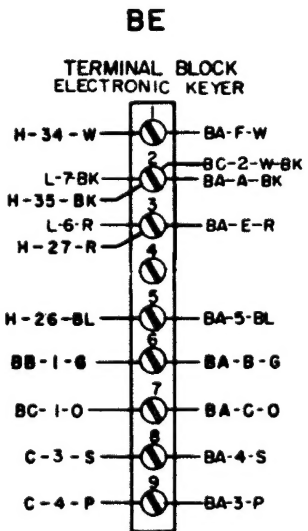 BE
TERMINAL BLOCK
ELECTRONIC KEYER
1
H-34-W BA-F-W
2 BC-2-W-BK
L-7-BK BA-A-BK
H-35-BK
3
L-6-R BA-E-R
H-27-R
4
5
H-26-BL BA-5-BL
6
BB-1-G BA-B-G
7
BC-1-O BA-C-O
8
C-3-S BA-4-S
9
C-4-P BA-3-P